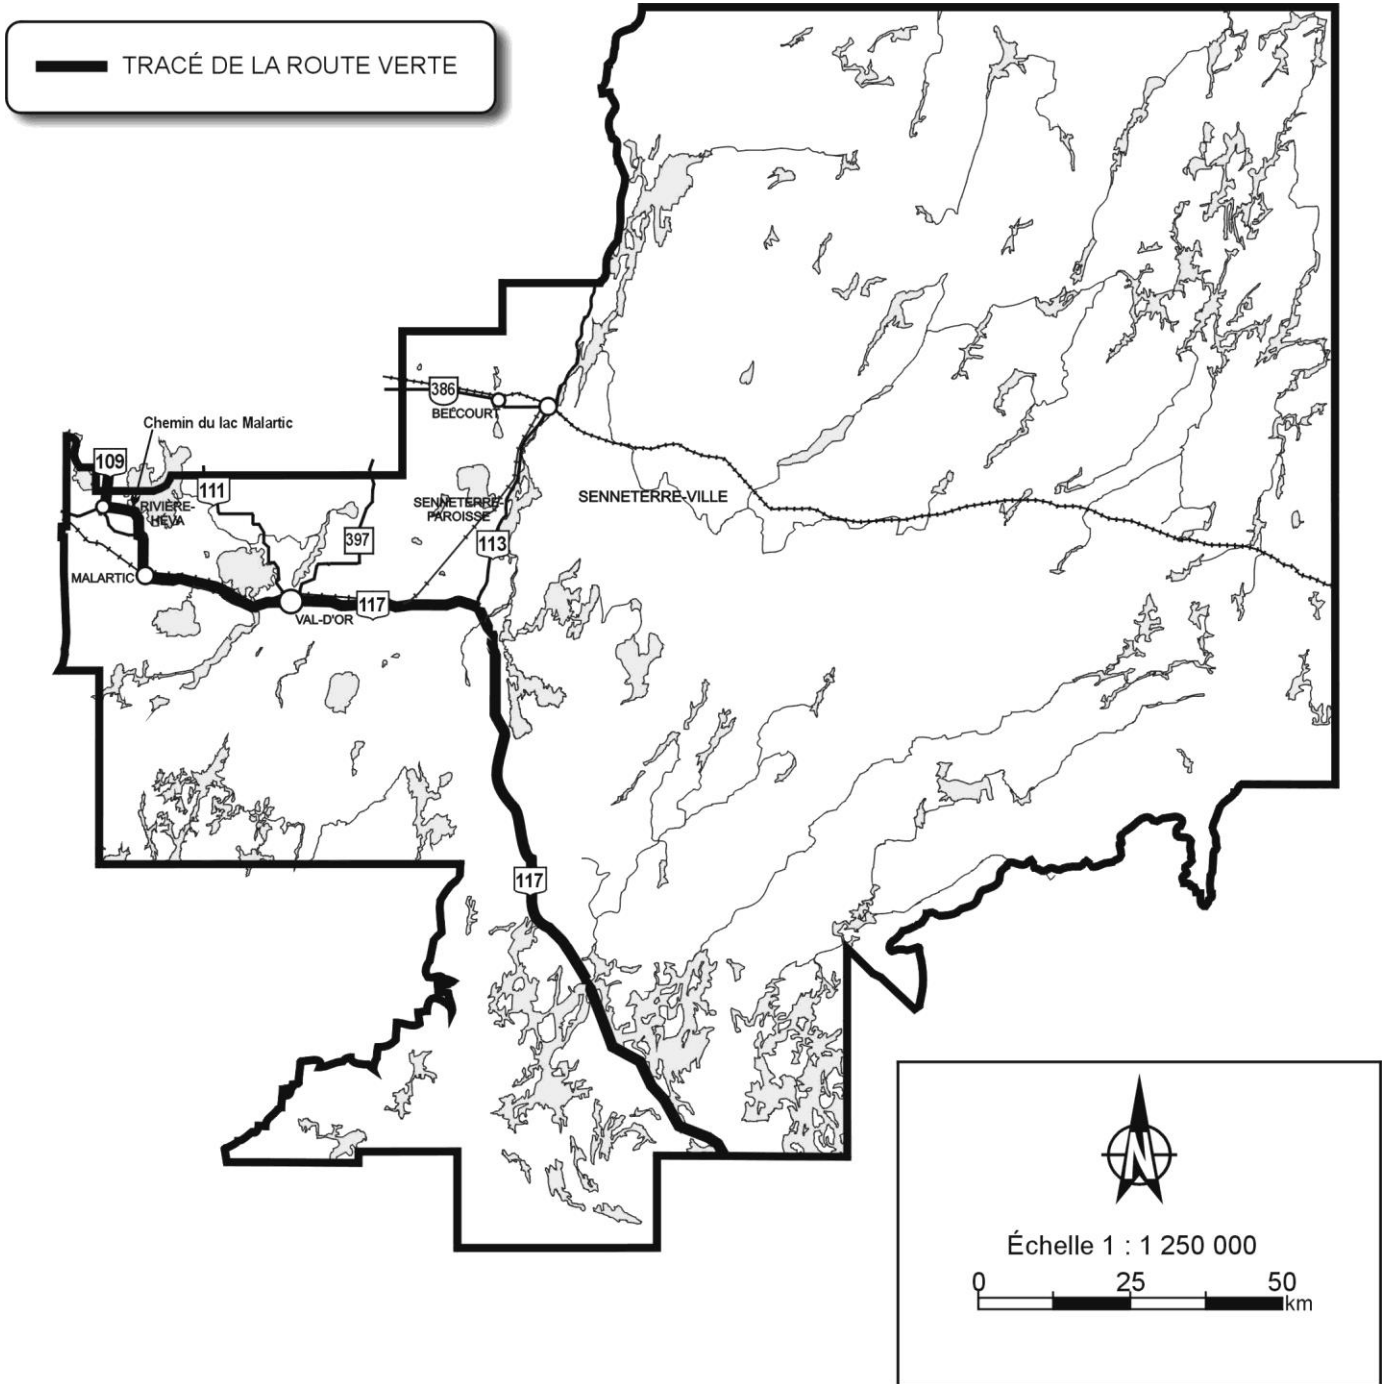 TRACÉ DE LA ROUTE VERTE
386
BELCOURT
Chemin du lac Malartic
109
111
RIVIÈRE-
HÉVA
SENNETERRE-
PAROISSE
SENNETERRE-VILLE
397
113
MALARTIC
117
VAL-D'OR
117
N
Échelle 1 : 1 250 000
0 25 50
km